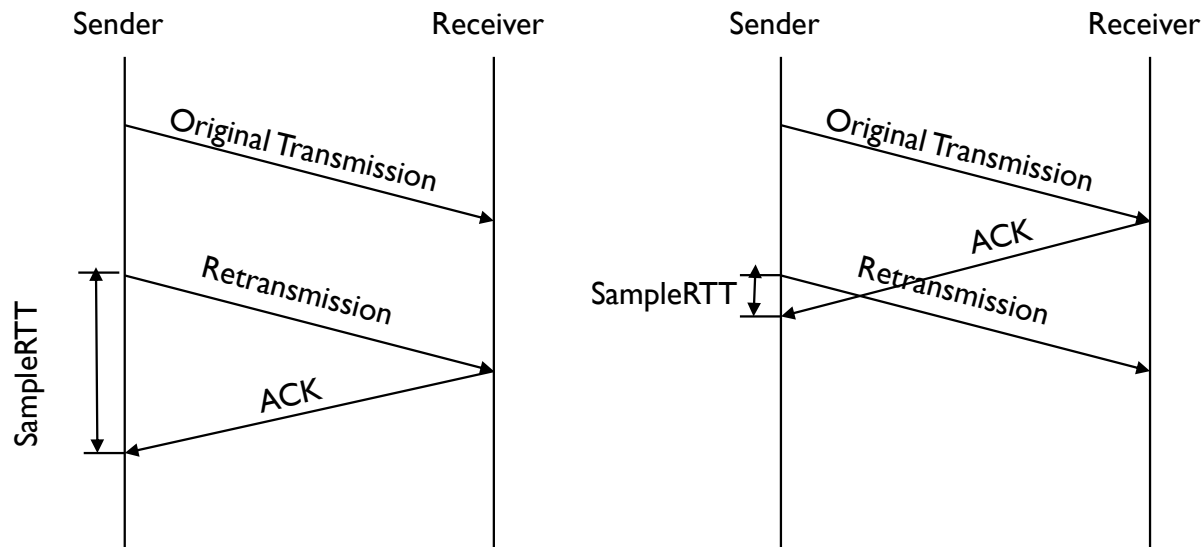 Sender
Receiver
Original Transmission
Retransmission
SampleRTT
ACK
Sender
Receiver
Original Transmission
ACK
Retransmission
SampleRTT